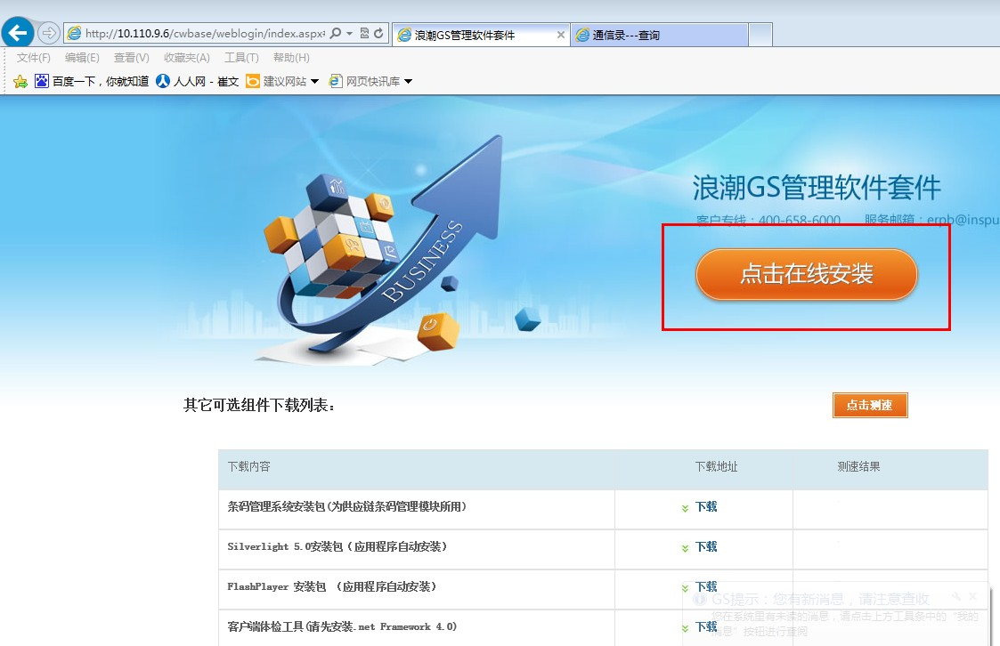 http://10.110.9.6/cwbase/weblogin/index.aspx
浪潮GS管理软件套件
通信录---查询
文件(F) 编辑(E) 查看(V) 收藏夹(A) 工具(T) 帮助(H)
百度一下，你就知道 人人网 - 崔文 建议网站 网页快讯库
浪潮GS管理软件套件
客户专线：400-658-6000 服务邮箱：erpb@inspu
点击在线安装
BUSINESS
其它可选组件下载列表：
点击测速
下载内容 下载地址 测速结果
条码管理系统安装包(为供应链条码管理模块所用) 下载
Silverlight 5.0安装包（应用程序自动安装） 下载
FlashPlayer 安装包 （应用程序自动安装） 下载
GS提示：您有新消息，请注意查收
您在系统里有未读的消息，请点击上方工具条中的“我的
消息”按钮进行查阅
客户端体检工具(请先安装.net Framework 4.0) 下载